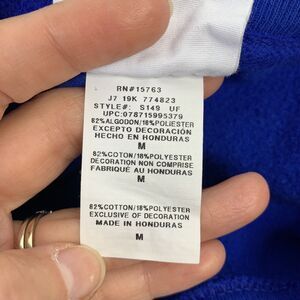 RN#15763
J7 19K 774823
STYLE#: S149 UF
UPC:078715995379
82%ALGODON/18%POLIESTER
EXCEPTO DECORACIÓN
HECHO EN HONDURAS
M
82%COTTON/18%POLYESTER
DECORATION NON COMPRISE
FABRIQUÉ AU HONDURAS
M
82%COTTON/18%POLYESTER
EXCLUSIVE OF DECORATION
MADE IN HONDURAS
M